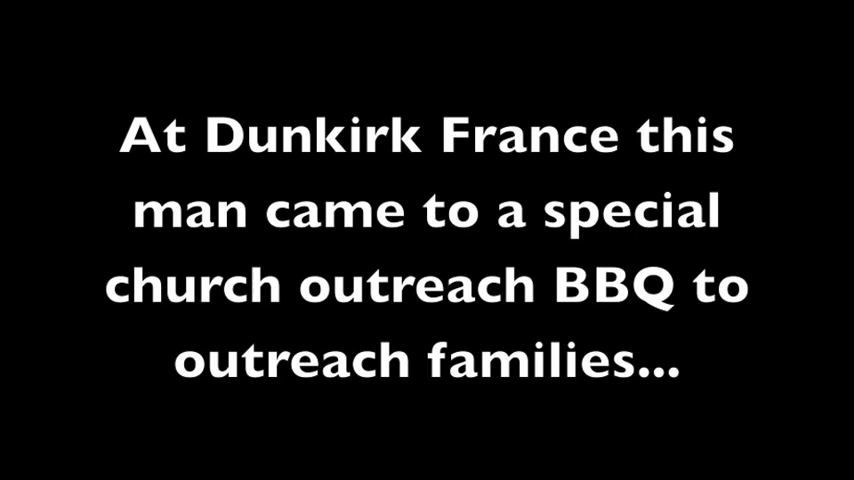 At Dunkirk France this
man came to a special
church outreach BBQ to
outreach families...